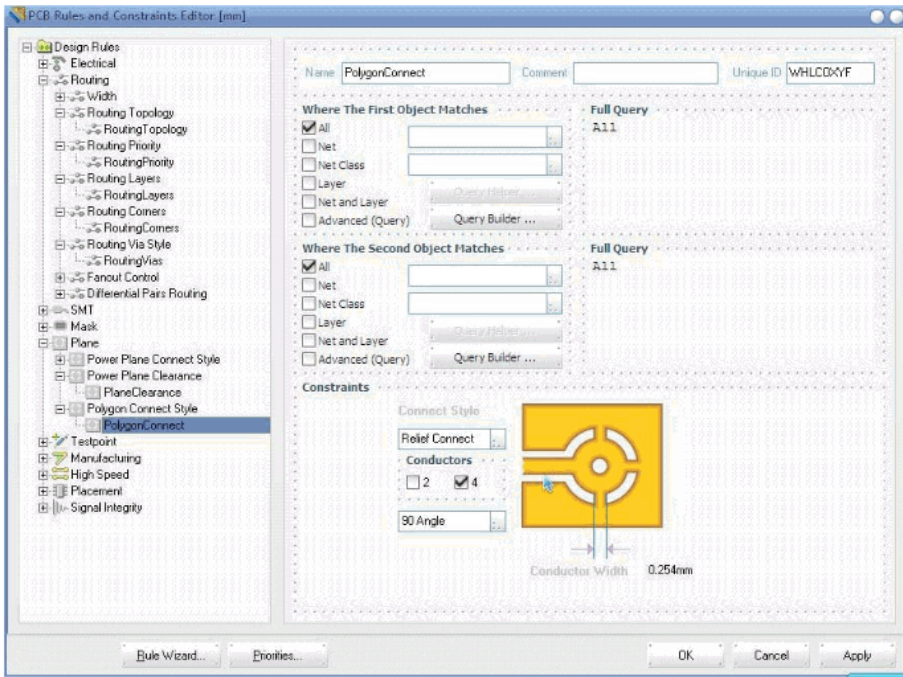 PCB Rules and Constraints Editor [mm]
Design Rules
Electrical
Routing
Width
Routing Topology
RoutingTopology
Routing Priority
RoutingPriority
Routing Layers
RoutingLayers
Routing Corners
RoutingCorners
Routing Via Style
RoutingVias
Fanout Control
Differential Pairs Routing
SMT
Mask
Plane
Power Plane Connect Style
Power Plane Clearance
PlaneClearance
Polygon Connect Style
PolygonConnect
Testpoint
Manufacturing
High Speed
Placement
Signal Integrity
Name PolygonConnect Comment Unique ID WHLCDXYF
Where The First Object Matches
All
Net
Net Class
Layer
Net and Layer
Advanced (Query)
Query Helper ...
Query Builder ...
Full Query
All
Where The Second Object Matches
All
Net
Net Class
Layer
Net and Layer
Advanced (Query)
Query Helper ...
Query Builder ...
Full Query
All
Constraints
Connect Style
Relief Connect
Conductors
2 4
90 Angle
Conductor Width 0.254mm
Rule Wizard... Priorities... OK Cancel Apply